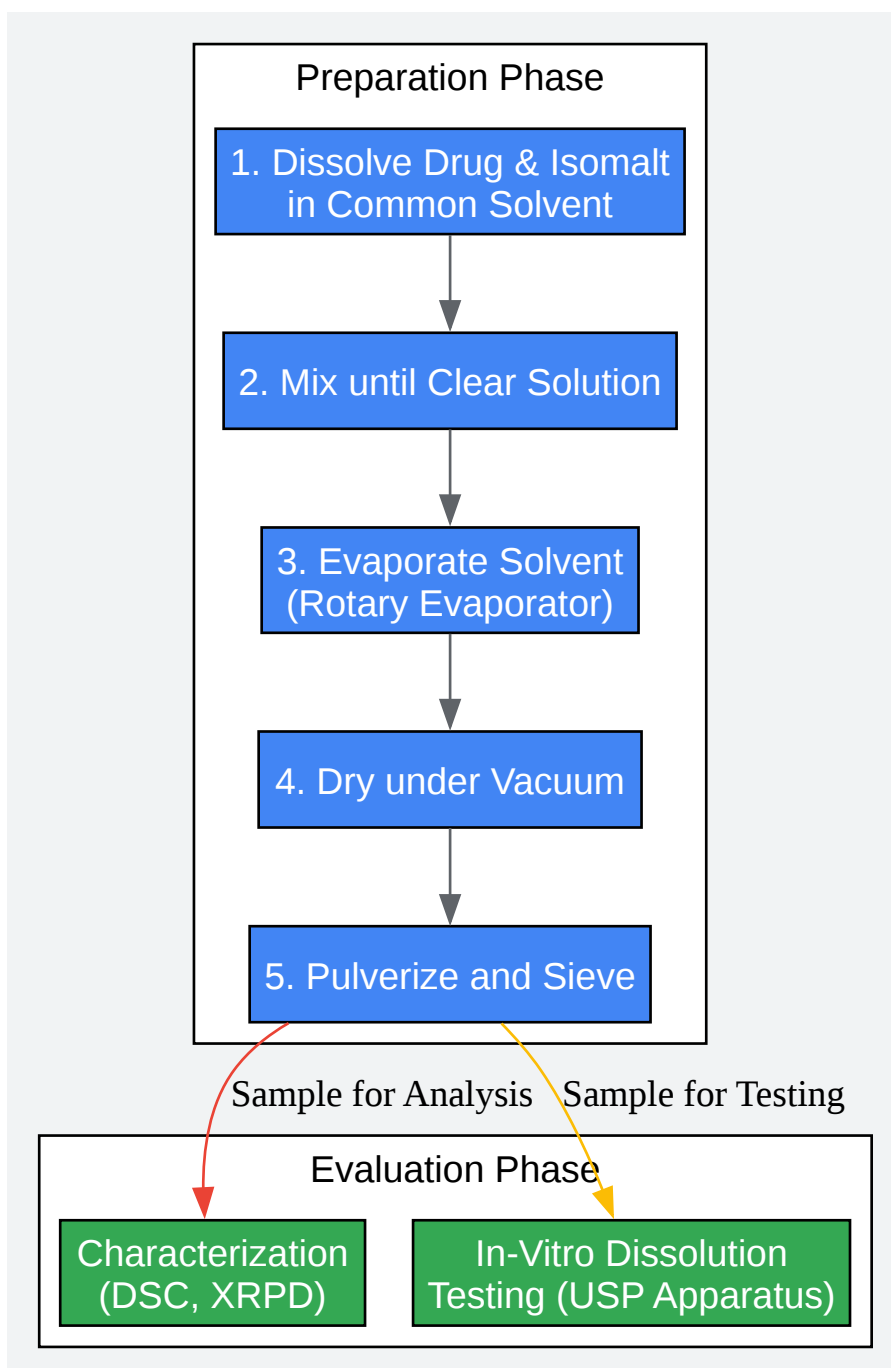 Preparation Phase
1. Dissolve Drug & Isomalt
in Common Solvent
2. Mix until Clear Solution
3. Evaporate Solvent
(Rotary Evaporator)
4. Dry under Vacuum
5. Pulverize and Sieve
Sample for Analysis
Sample for Testing
Evaluation Phase
Characterization
(DSC, XRPD)
In-Vitro Dissolution
Testing (USP Apparatus)